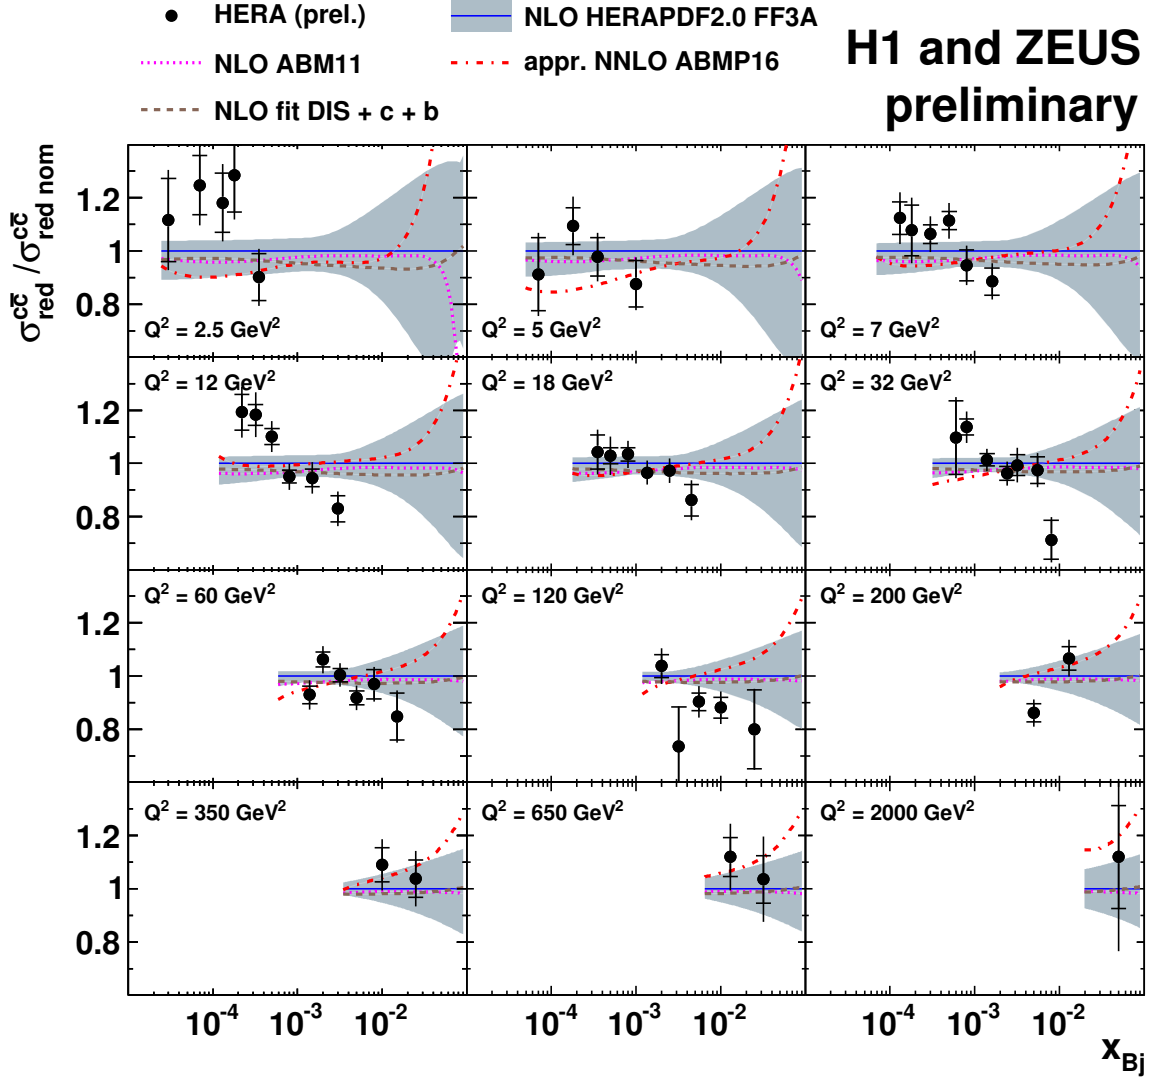 HERA (prel.)
NLO HERAPDF2.0 FF3A
NLO ABM11
appr. NNLO ABMP16
NLO fit DIS + c + b
H1 and ZEUS
preliminary
σ_red^cc̅ / σ_red nom^cc̅
1.2
1
0.8
Q² = 2.5 GeV²
Q² = 5 GeV²
Q² = 7 GeV²
1.2
1
0.8
Q² = 12 GeV²
Q² = 18 GeV²
Q² = 32 GeV²
1.2
1
0.8
Q² = 60 GeV²
Q² = 120 GeV²
Q² = 200 GeV²
1.2
1
0.8
Q² = 350 GeV²
Q² = 650 GeV²
Q² = 2000 GeV²
10⁻⁴ 10⁻³ 10⁻² 10⁻⁴ 10⁻³ 10⁻² 10⁻⁴ 10⁻³ 10⁻²
x_Bj